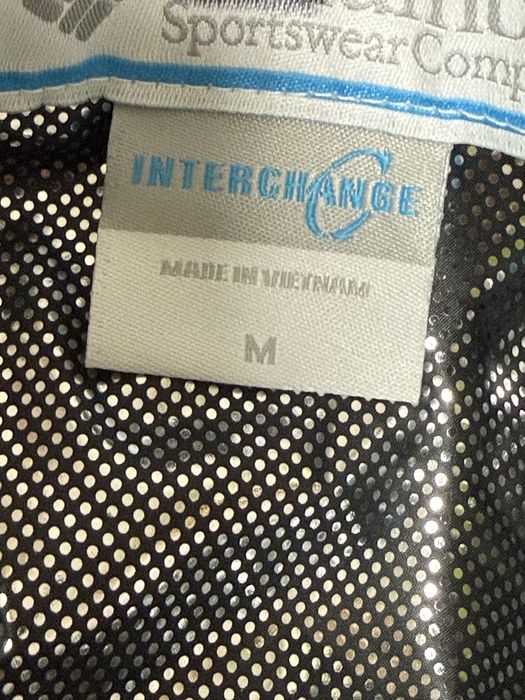 Sportswear Comp
INTERCHANGE
MADE IN VIETNAM
M